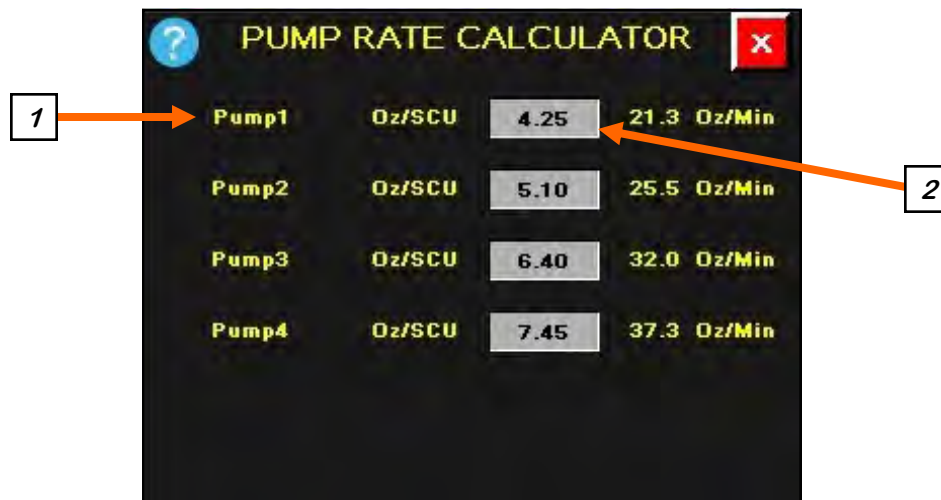 ? PUMP RATE CALCULATOR X
1 Pump1 Oz/SCU 4.25 21.3 Oz/Min
2
Pump2 Oz/SCU 5.10 25.5 Oz/Min
Pump3 Oz/SCU 6.40 32.0 Oz/Min
Pump4 Oz/SCU 7.45 37.3 Oz/Min